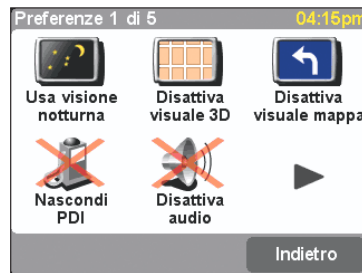 Preferenze 1 di 5 04:15pm
Usa visione notturna
Disattiva visuale 3D
Disattiva visuale mappa
Nascondi PDI
Disattiva audio
Indietro